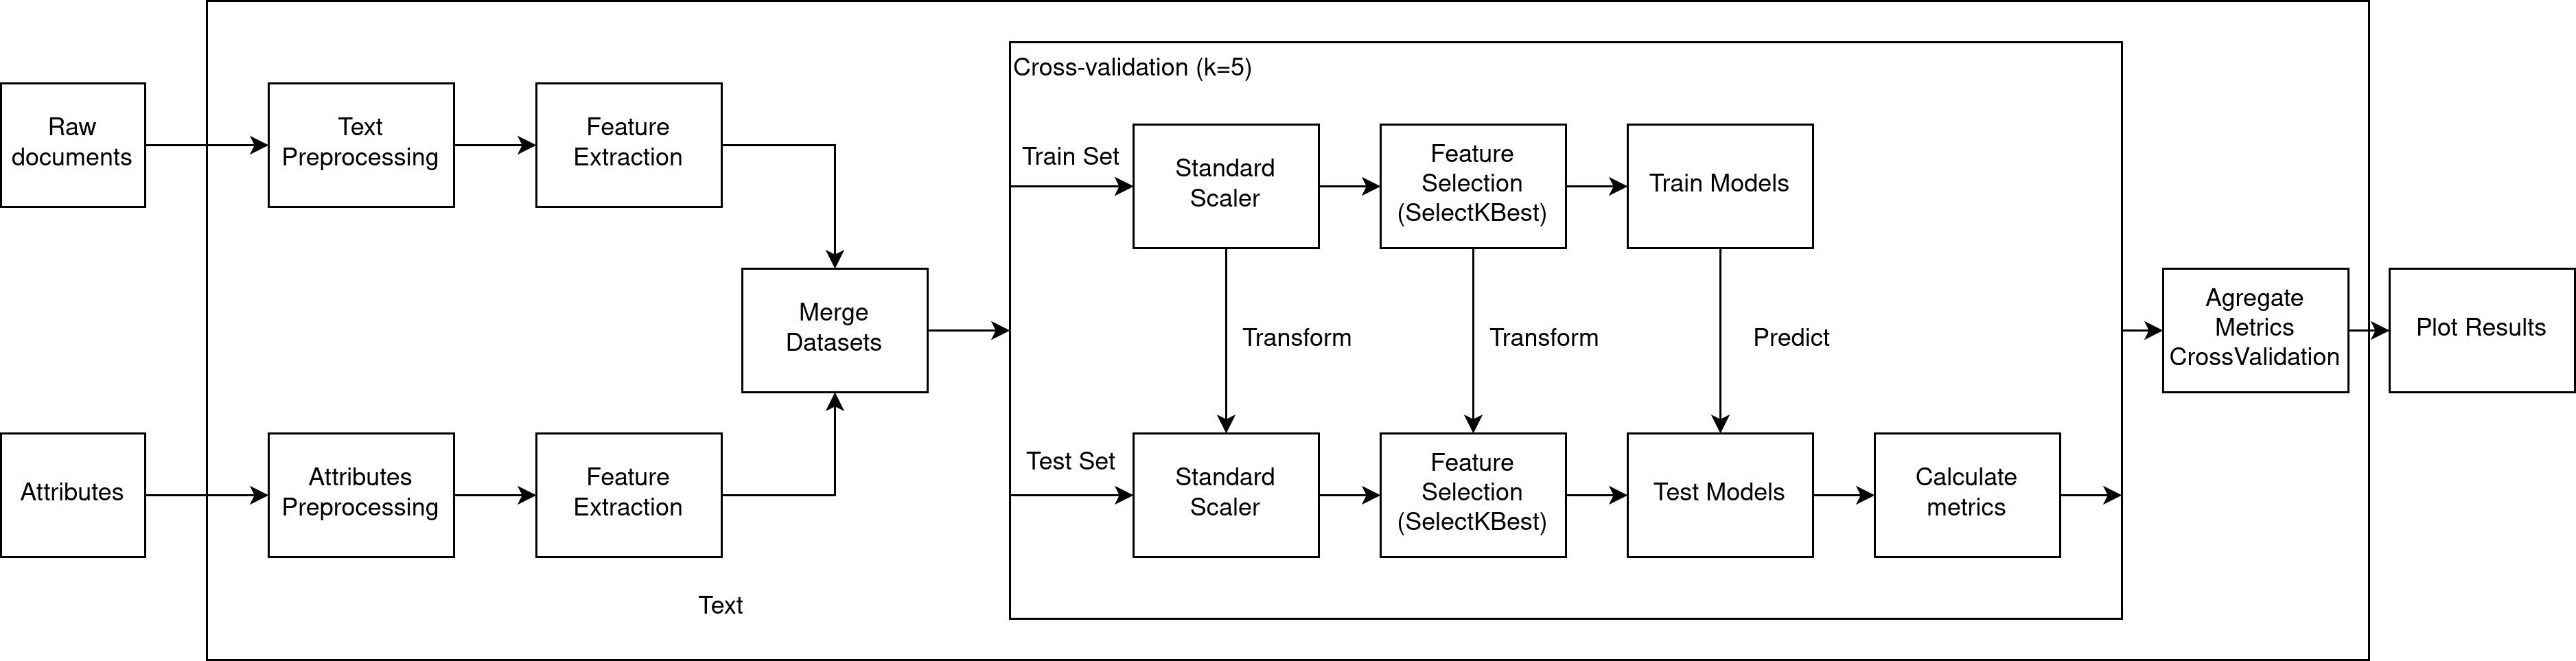 Cross-validation (k=5)
Raw
documents
Text
Preprocessing
Feature
Extraction
Attributes
Attributes
Preprocessing
Feature
Extraction
Merge
Datasets
Text
Train Set
Standard
Scaler
Feature
Selection
(SelectKBest)
Train Models
Transform
Transform
Predict
Test Set
Standard
Scaler
Feature
Selection
(SelectKBest)
Test Models
Calculate
metrics
Agregate
Metrics
CrossValidation
Plot Results